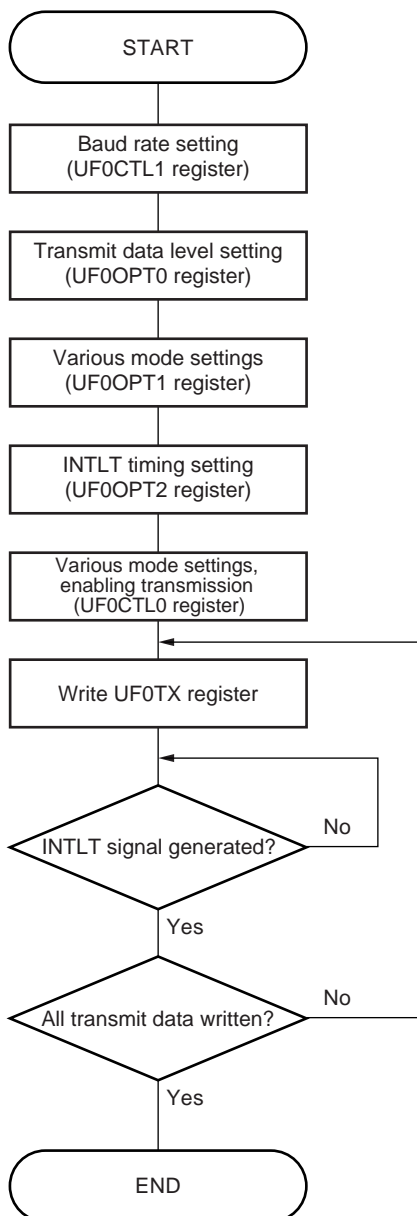 START
Baud rate setting
(UF0CTL1 register)
Transmit data level setting
(UF0OPT0 register)
Various mode settings
(UF0OPT1 register)
INTLT timing setting
(UF0OPT2 register)
Various mode settings,
enabling transmission
(UF0CTL0 register)
Write UF0TX register
INTLT signal generated?
No
Yes
All transmit data written?
No
Yes
END